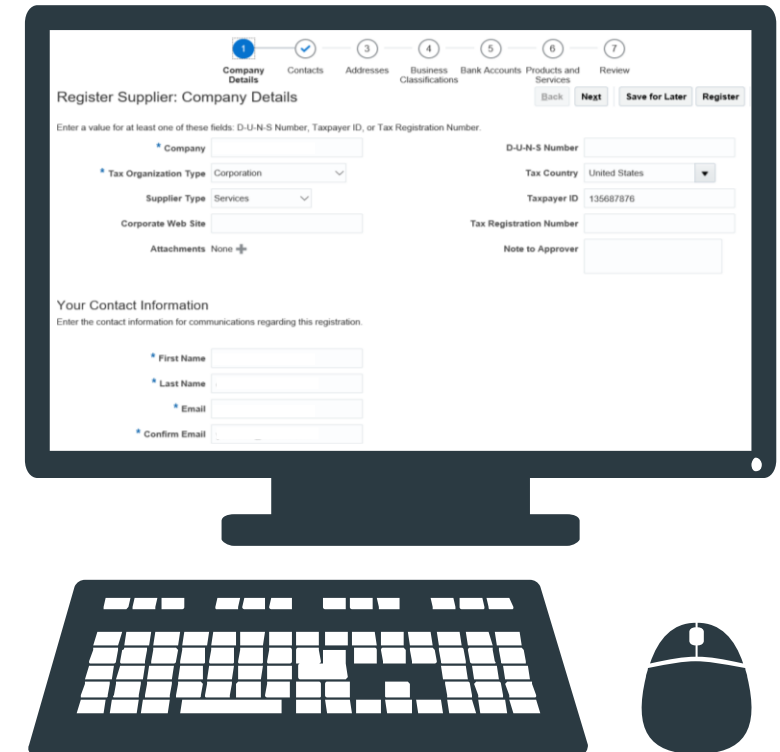 1 2 3 4 5 6 7
Company Details Contacts Addresses Business Classifications Bank Accounts Products and Services Review
Register Supplier: Company Details Back Next Save for Later Register
Enter a value for at least one of these fields: D-U-N-S Number, Taxpayer ID, or Tax Registration Number.
* Company D-U-N-S Number
* Tax Organization Type Corporation Tax Country United States
Supplier Type Services Taxpayer ID 135687876
Corporate Web Site Tax Registration Number
Attachments None Note to Approver
Your Contact Information
Enter the contact information for communications regarding this registration.
* First Name
* Last Name
* Email
* Confirm Email